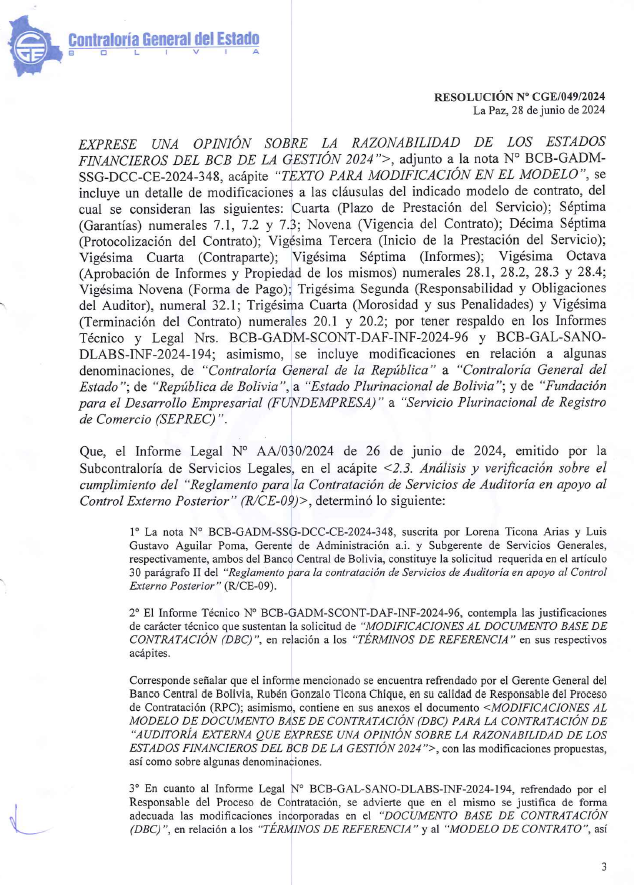 Contraloría General del Estado
B O L I V I A
RESOLUCIÓN N° CGE/049/2024
La Paz, 28 de junio de 2024
EXPRESE UNA OPINIÓN SOBRE LA RAZONABILIDAD DE LOS ESTADOS
FINANCIEROS DEL BCB DE LA GESTIÓN 2024">, adjunto a la nota N° BCB-GADM-
SSG-DCC-CE-2024-348, acápite "TEXTO PARA MODIFICACIÓN EN EL MODELO", se
incluye un detalle de modificaciones a las cláusulas del indicado modelo de contrato, del
cual se consideran las siguientes: Cuarta (Plazo de Prestación del Servicio); Séptima
(Garantías) numerales 7.1, 7.2 y 7.3; Novena (Vigencia del Contrato); Décima Séptima
(Protocolización del Contrato); Vigésima Tercera (Inicio de la Prestación del Servicio);
Vigésima Cuarta (Contraparte); Vigésima Séptima (Informes); Vigésima Octava
(Aprobación de Informes y Propiedad de los mismos) numerales 28.1, 28.2, 28.3 y 28.4;
Vigésima Novena (Forma de Pago); Trigésima Segunda (Responsabilidad y Obligaciones
del Auditor), numeral 32.1; Trigésima Cuarta (Morosidad y sus Penalidades) y Vigésima
(Terminación del Contrato) numerales 20.1 y 20.2; por tener respaldo en los Informes
Técnico y Legal Nrs. BCB-GADM-SCONT-DAF-INF-2024-96 y BCB-GAL-SANO-
DLABS-INF-2024-194; asimismo, se incluye modificaciones en relación a algunas
denominaciones, de "Contraloría General de la República" a "Contraloría General del
Estado"; de "República de Bolivia", a "Estado Plurinacional de Bolivia"; y de "Fundación
para el Desarrollo Empresarial (FUNDEMPRESA)" a "Servicio Plurinacional de Registro
de Comercio (SEPREC)".
Que, el Informe Legal N° AA/030/2024 de 26 de junio de 2024, emitido por la
Subcontraloría de Servicios Legales, en el acápite <2.3. Análisis y verificación sobre el
cumplimiento del "Reglamento para la Contratación de Servicios de Auditoría en apoyo al
Control Externo Posterior" (R/CE-09)>, determinó lo siguiente:
1° La nota N° BCB-GADM-SSG-DCC-CE-2024-348, suscrita por Lorena Ticona Arias y Luis
Gustavo Aguilar Poma, Gerente de Administración a.i. y Subgerente de Servicios Generales,
respectivamente, ambos del Banco Central de Bolivia, constituye la solicitud requerida en el artículo
30 parágrafo II del "Reglamento para la contratación de Servicios de Auditoría en apoyo al Control
Externo Posterior" (R/CE-09).
2° El Informe Técnico N° BCB-GADM-SCONT-DAF-INF-2024-96, contempla las justificaciones
de carácter técnico que sustentan la solicitud de "MODIFICACIONES AL DOCUMENTO BASE DE
CONTRATACIÓN (DBC)", en relación a los "TÉRMINOS DE REFERENCIA" en sus respectivos
acápites.
Corresponde señalar que el informe mencionado se encuentra refrendado por el Gerente General del
Banco Central de Bolivia, Rubén Gonzalo Ticona Chique, en su calidad de Responsable del Proceso
de Contratación (RPC); asimismo, contiene en sus anexos el documento <MODIFICACIONES AL
MODELO DE DOCUMENTO BASE DE CONTRATACIÓN (DBC) PARA LA CONTRATACIÓN DE
"AUDITORÍA EXTERNA QUE EXPRESE UNA OPINIÓN SOBRE LA RAZONABILIDAD DE LOS
ESTADOS FINANCIEROS DEL BCB DE LA GESTIÓN 2024">, con las modificaciones propuestas,
así como sobre algunas denominaciones.
3° En cuanto al Informe Legal N° BCB-GAL-SANO-DLABS-INF-2024-194, refrendado por el
Responsable del Proceso de Contratación, se advierte que en el mismo se justifica de forma
adecuada las modificaciones incorporadas en el "DOCUMENTO BASE DE CONTRATACIÓN
(DBC)", en relación a los "TÉRMINOS DE REFERENCIA" y al "MODELO DE CONTRATO", así
3